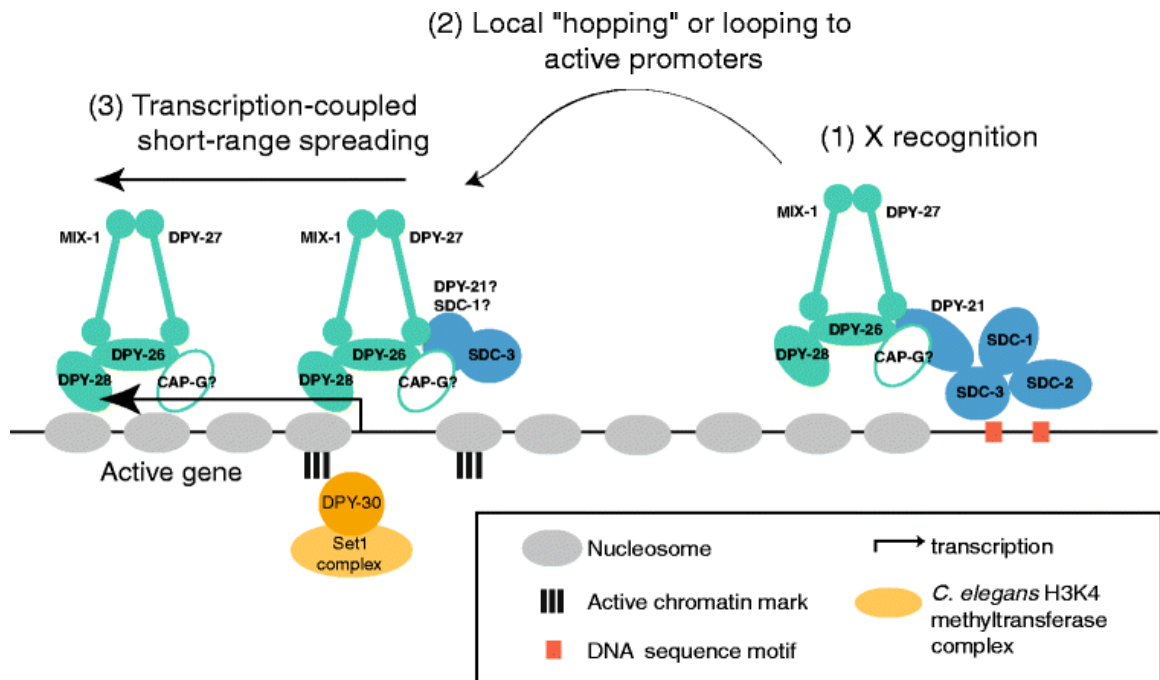 (2) Local "hopping" or looping to
active promoters
(3) Transcription-coupled
short-range spreading
(1) X recognition
MIX-1
DPY-27
DPY-26
DPY-28
CAP-G?
MIX-1
DPY-27
DPY-21?
SDC-1?
SDC-3
DPY-26
DPY-28
CAP-G?
MIX-1
DPY-27
DPY-21
DPY-26
DPY-28
CAP-G?
SDC-1
SDC-3
SDC-2
Active gene
DPY-30
Set1
complex
Nucleosome
transcription
Active chromatin mark
C. elegans H3K4
methyltransferase
complex
DNA sequence motif